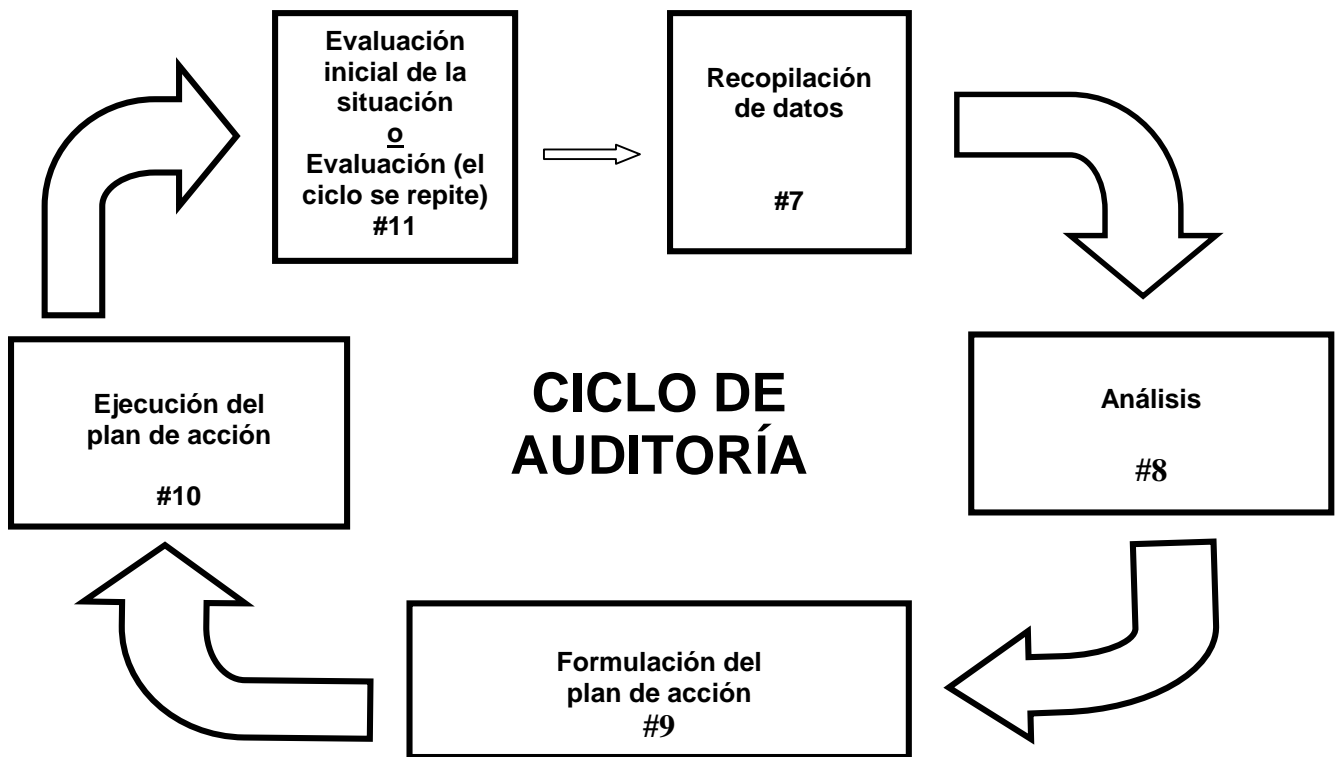 Evaluación
inicial de la
situación
o
Evaluación (el
ciclo se repite)
#11
Recopilación
de datos
#7
Ejecución del
plan de acción
#10
CICLO DE
AUDITORÍA
Análisis
#8
Formulación del
plan de acción
#9